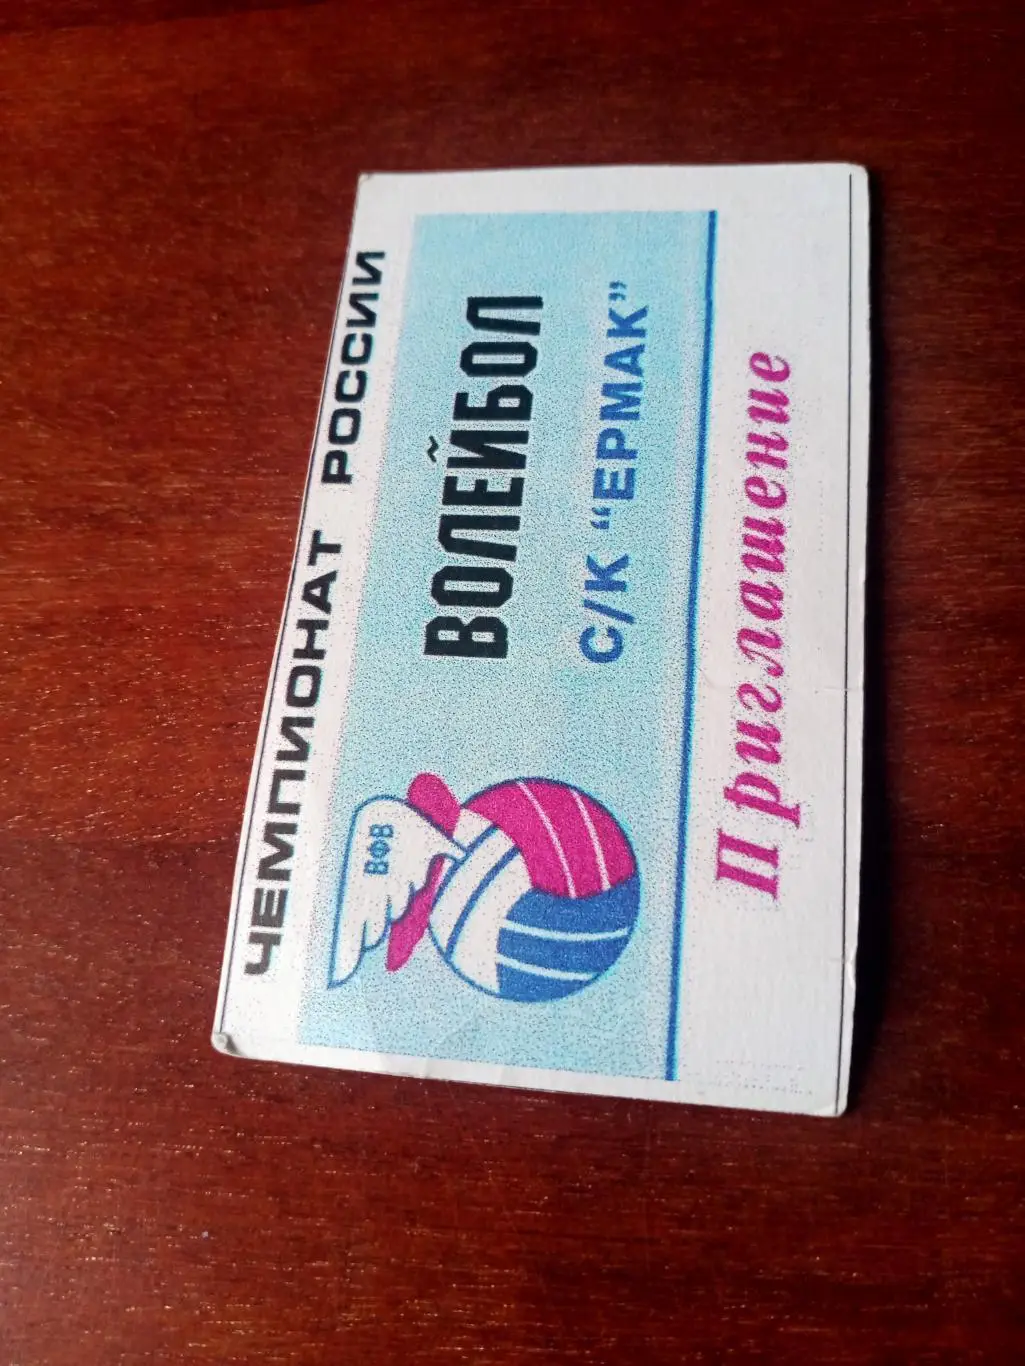 ЧЕМПИОНАТ РОССИИ
ВФВ
ВОЛЕЙБОЛ
С/К "ЕРМАК"
Приглашение